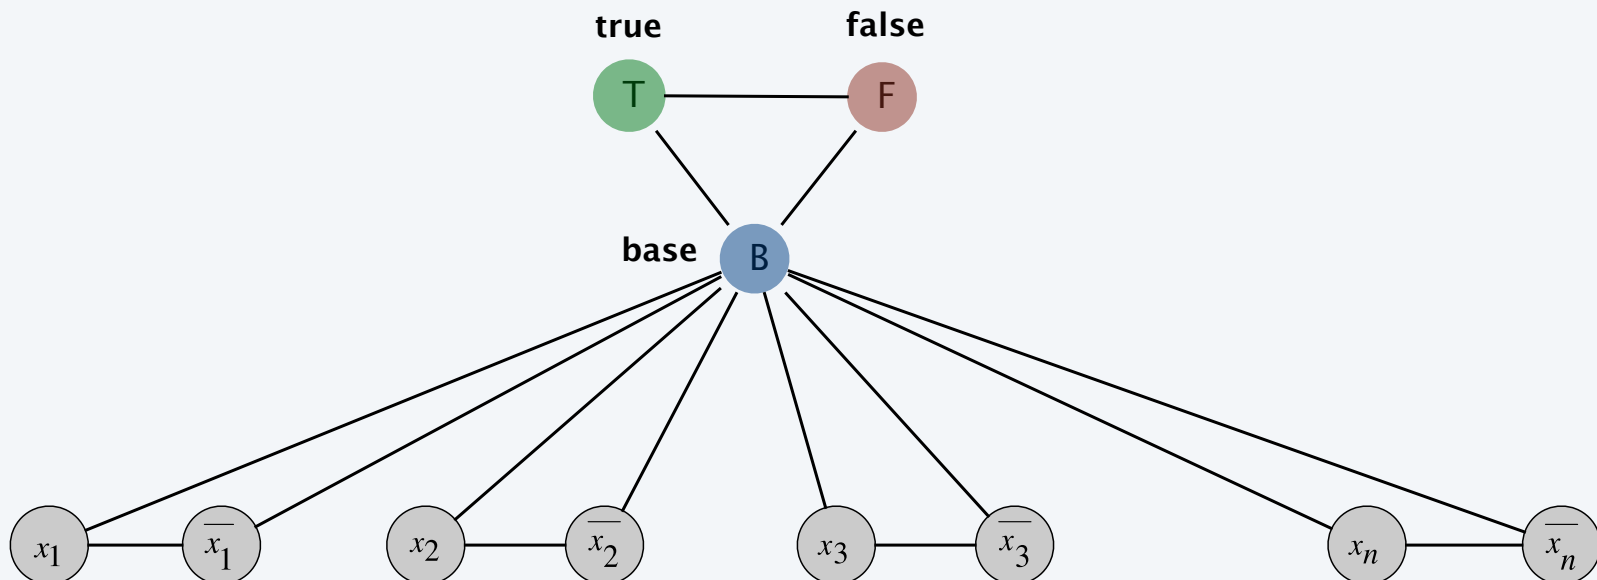 true false
T F
base B
x₁ x̅₁ x₂ x̅₂ x₃ x̅₃ xₙ x̅ₙ